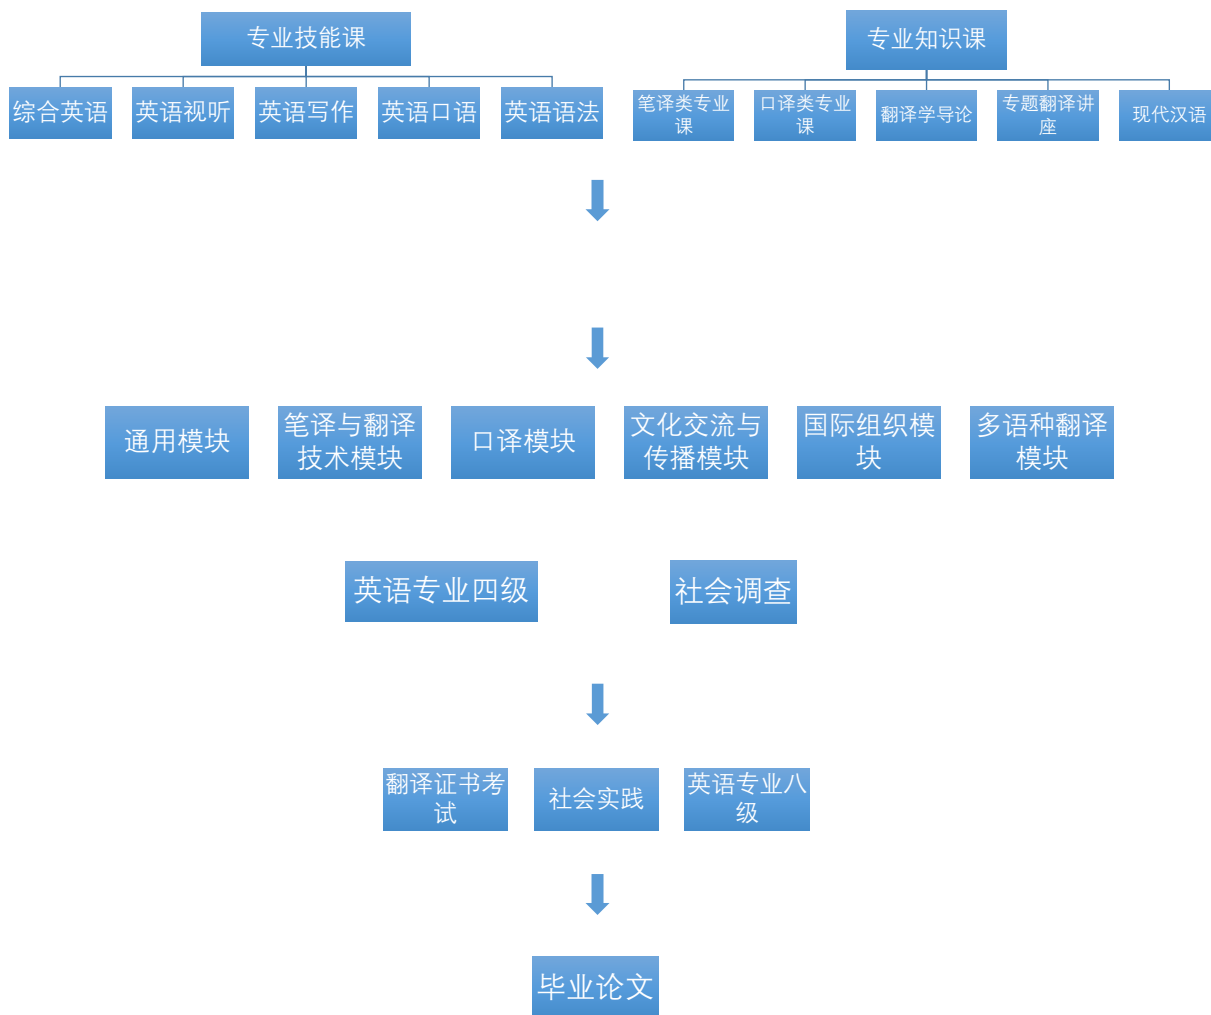 专业技能课
专业知识课
综合英语
英语视听
英语写作
英语口语
英语语法
笔译类专业
课
口译类专业
课
翻译学导论
专题翻译讲
座
现代汉语
通用模块
笔译与翻译
技术模块
口译模块
文化交流与
传播模块
国际组织模
块
多语种翻译
模块
英语专业四级
社会调查
翻译证书考
试
社会实践
英语专业八
级
毕业论文